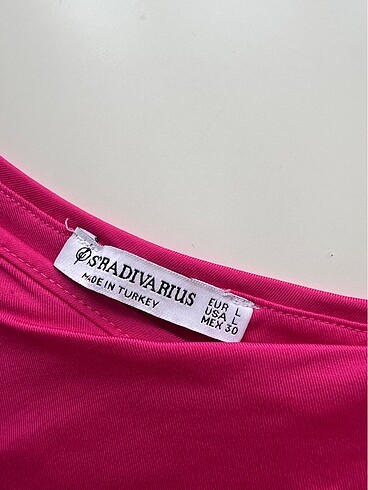 STRADIVARIUS
MADE IN TURKEY
EUR L
USA L
MEX 30